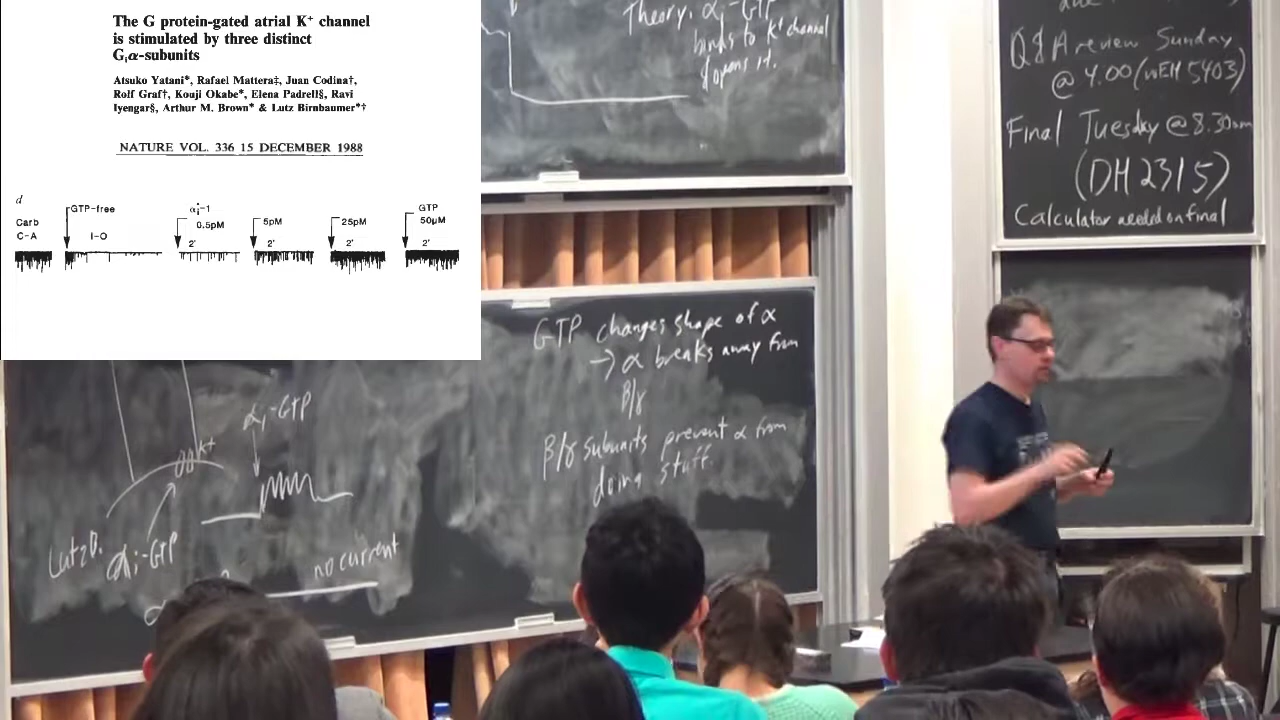 The G protein-gated atrial K⁺ channel
is stimulated by three distinct
Gᵢα-subunits
Atsuko Yatani*, Rafael Mattera‡, Juan Codina†,
Rolf Graf†, Kouji Okabe*, Elena Padrell§, Ravi
Iyengar§, Arthur M. Brown* & Lutz Birnbaumer*†
NATURE VOL. 336 15 DECEMBER 1988
d
Carb
C-A
GTP-free
I-O
αᵢ-1
0.5pM
2'
5pM
2'
25pM
2'
GTP
50µM
2'
Theory. αᵢ-GTP
binds to K⁺ channel
& opens it.
Q&A review Sunday
@ 4.00 (WEH 5403)
Final Tuesday @ 8.30am
(DH 2315)
Calculator needed on final
GTP changes shape of α
→ α breaks away from
β/γ
β/γ subunits prevent α from
doing stuff.
αᵢ-GTP
K⁺
Lutz B.
αᵢ-GTP
no current